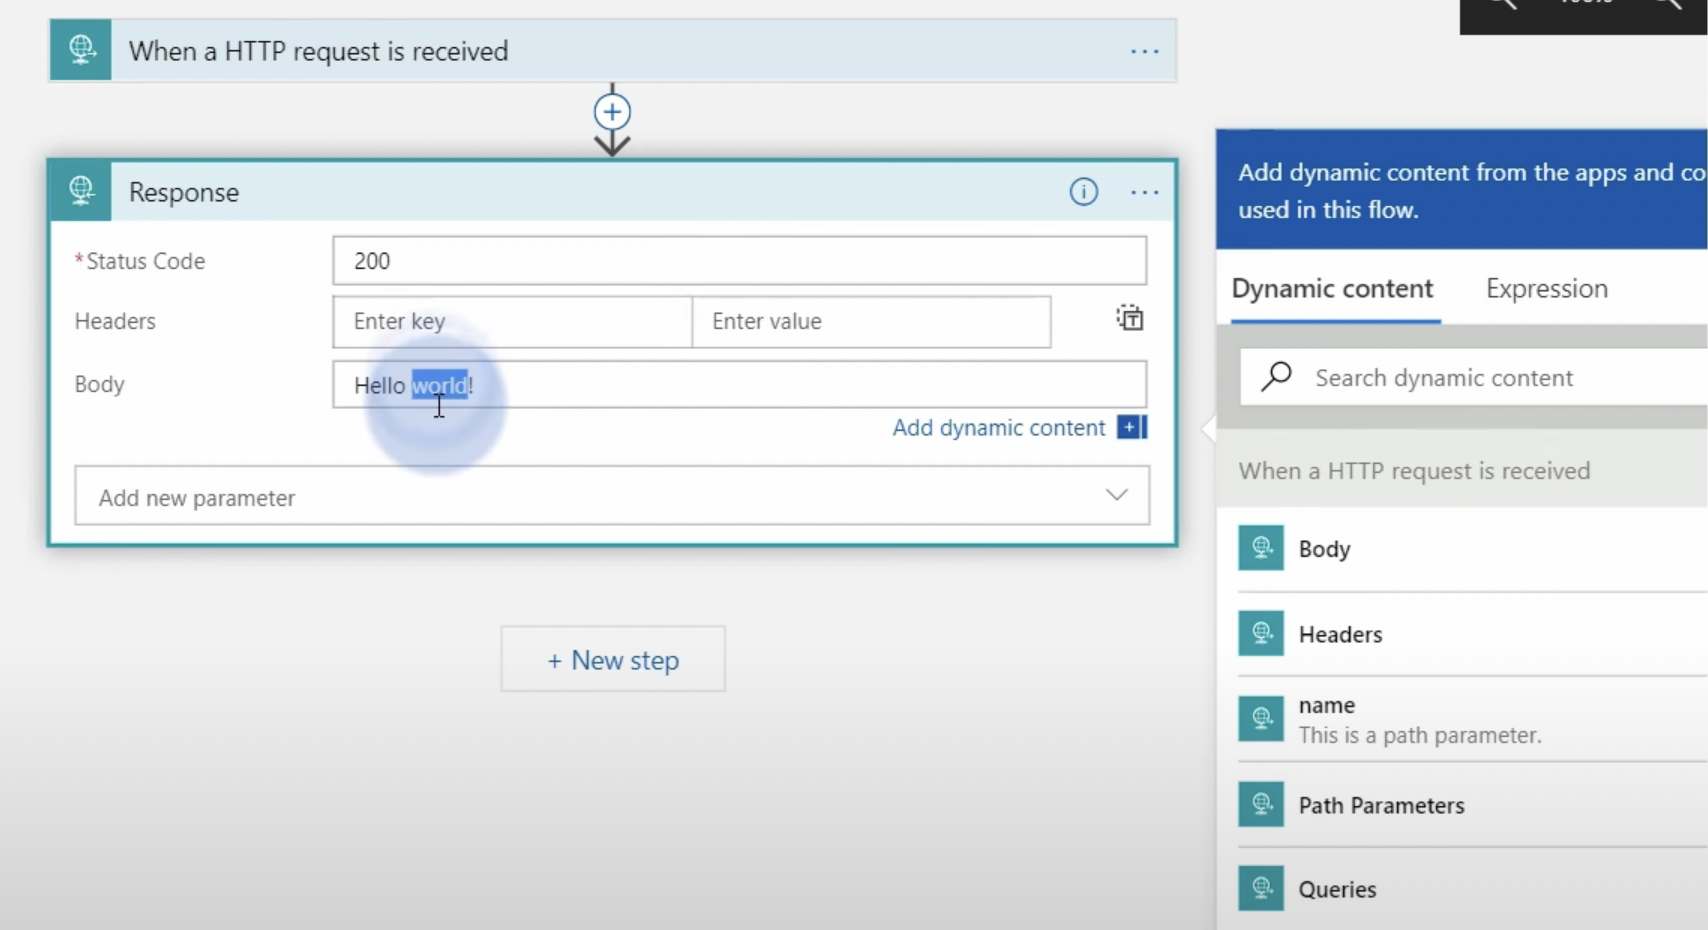 When a HTTP request is received
Response
*Status Code
200
Headers
Enter key
Enter value
Body
Hello world!
Add dynamic content
Add new parameter
+ New step
Add dynamic content from the apps and co
used in this flow.
Dynamic content
Expression
Search dynamic content
When a HTTP request is received
Body
Headers
name
This is a path parameter.
Path Parameters
Queries